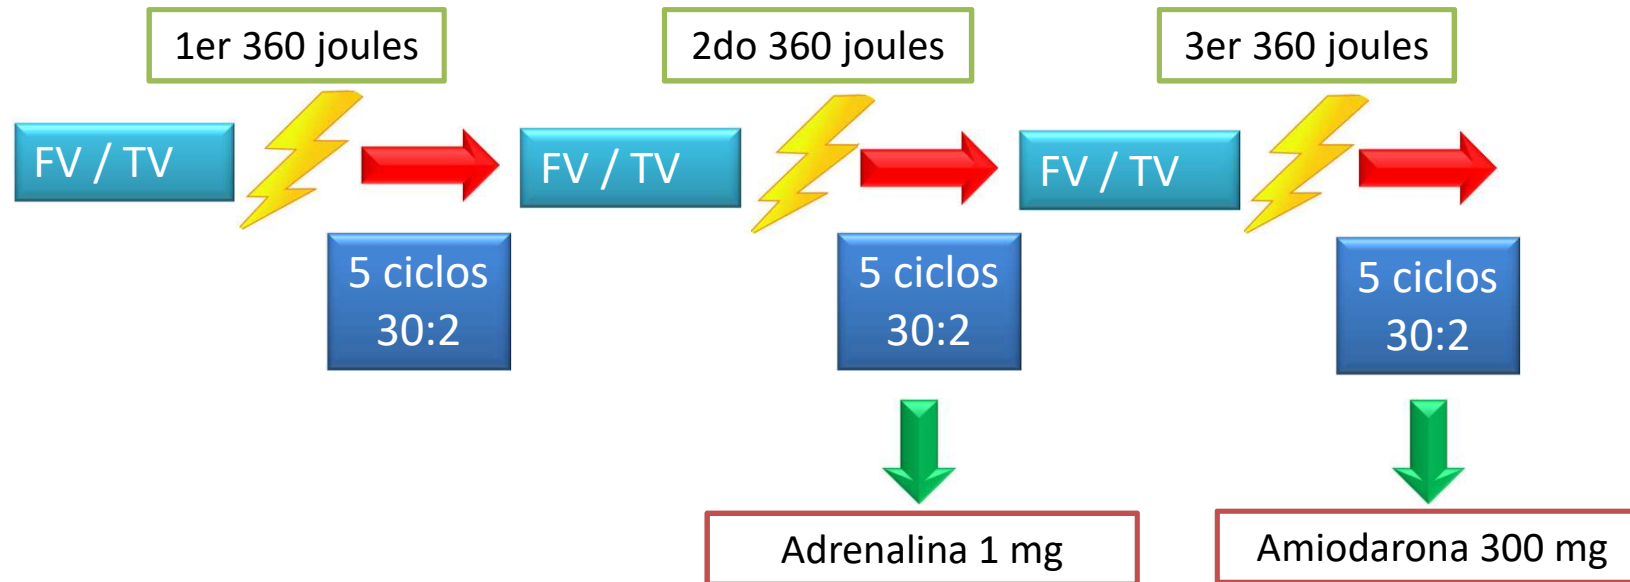 1er 360 joules
2do 360 joules
3er 360 joules
FV / TV
FV / TV
FV / TV
5 ciclos
30:2
5 ciclos
30:2
5 ciclos
30:2
Adrenalina 1 mg
Amiodarona 300 mg